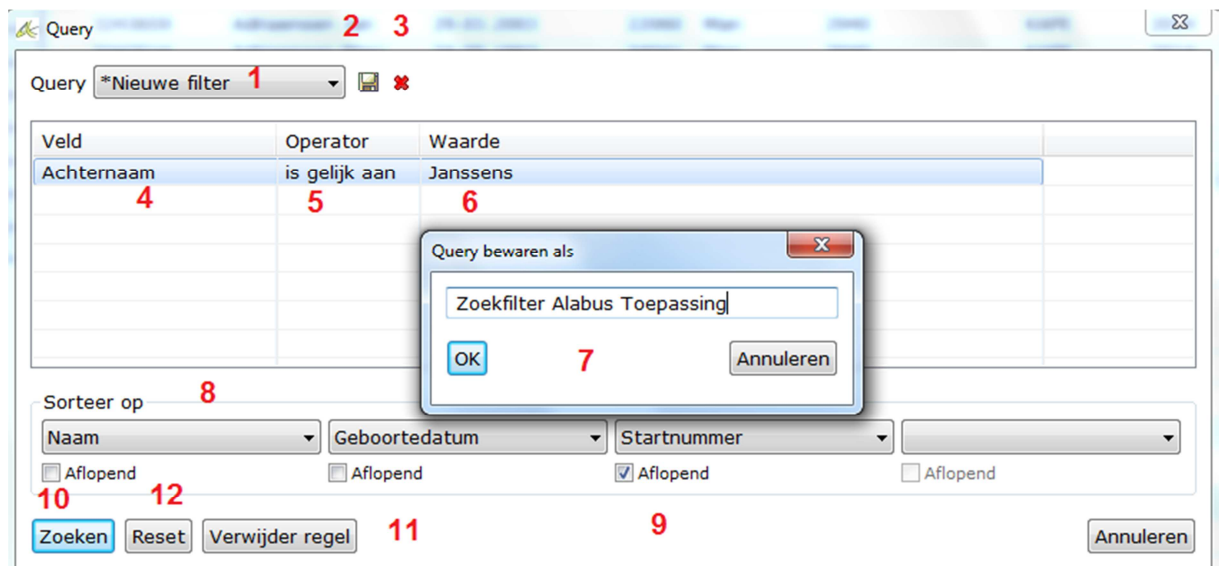 Query 2 3
Query *Nieuwe filter 1
Veld Operator Waarde
Achternaam is gelijk aan Janssens
4 5 6
Query bewaren als
Zoekfilter Alabus Toepassing
OK 7 Annuleren
Sorteer op 8
Naam Geboortedatum Startnummer
Aflopend Aflopend Aflopend Aflopend
10 12
Zoeken Reset Verwijder regel 11 9 Annuleren